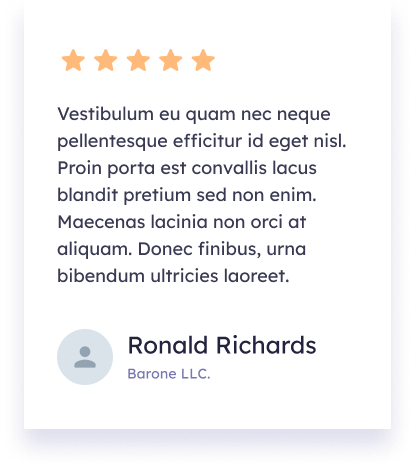 Vestibulum eu quam nec neque
pellentesque efficitur id eget nisl.
Proin porta est convallis lacus
blandit pretium sed non enim.
Maecenas lacinia non orci at
aliquam. Donec finibus, urna
bibendum ultricies laoreet.
Ronald Richards
Barone LLC.